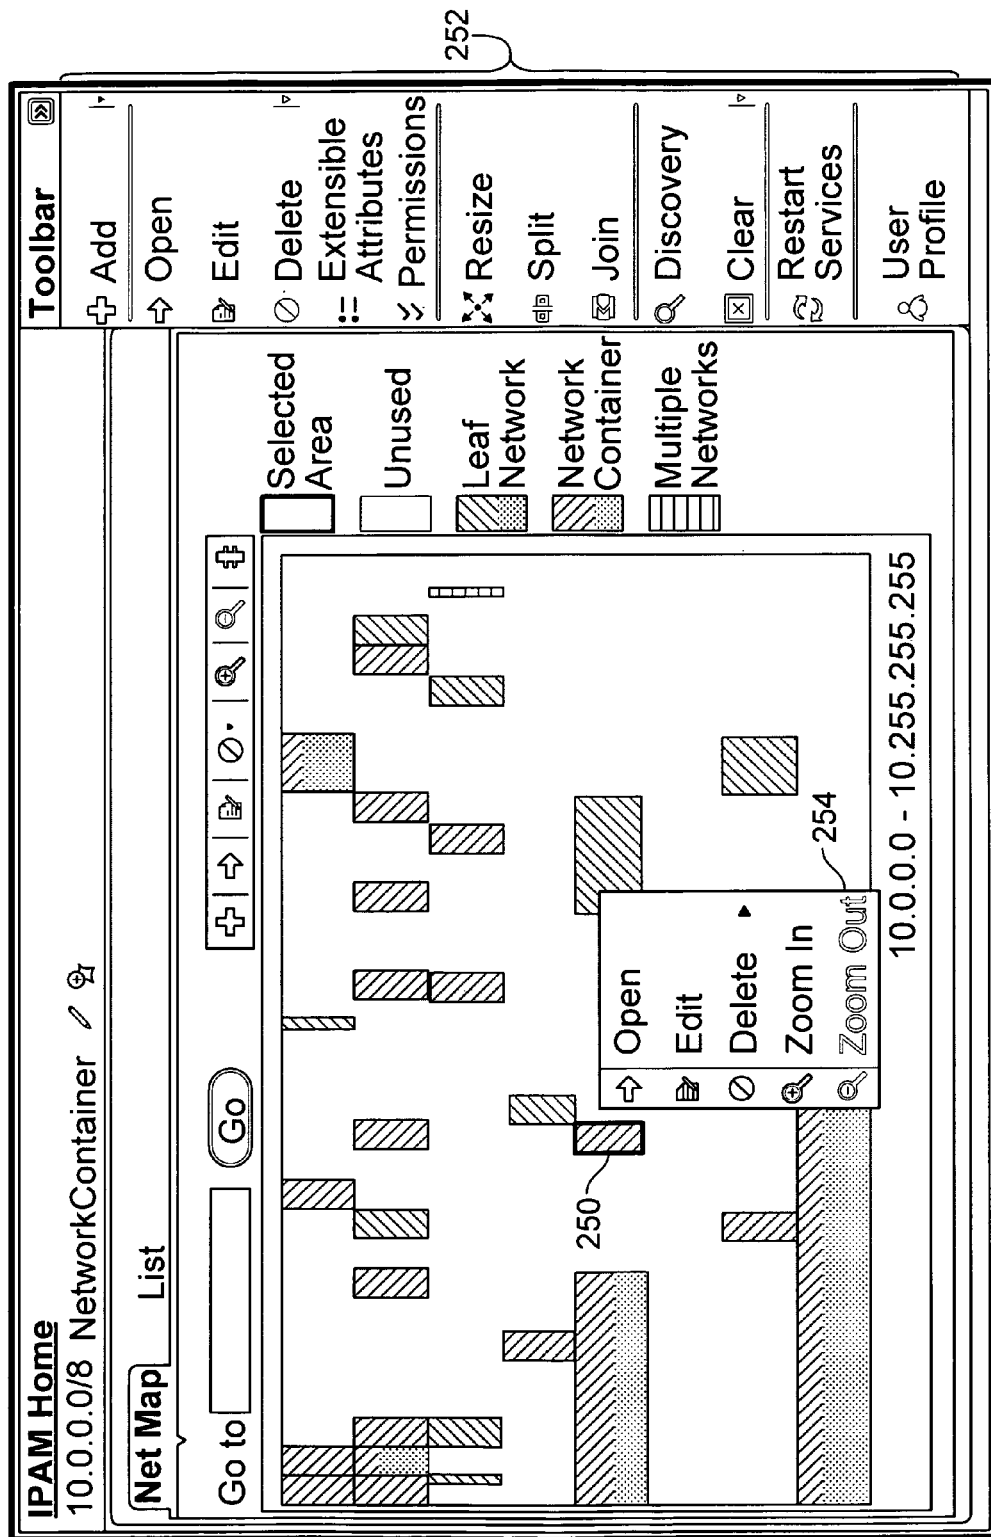 IPAM Home
10.0.0.0/8 NetworkContainer
Net Map
List
Go to
Go
Selected
Area
Unused
Leaf
Network
Network
Container
Multiple
Networks
250
Open
Edit
Delete
Zoom In
Zoom Out
254
10.0.0.0 - 10.255.255.255
Toolbar
Add
Open
Edit
Delete
Extensible
Attributes
Permissions
Resize
Split
Join
Discovery
Clear
Restart
Services
User
Profile
252